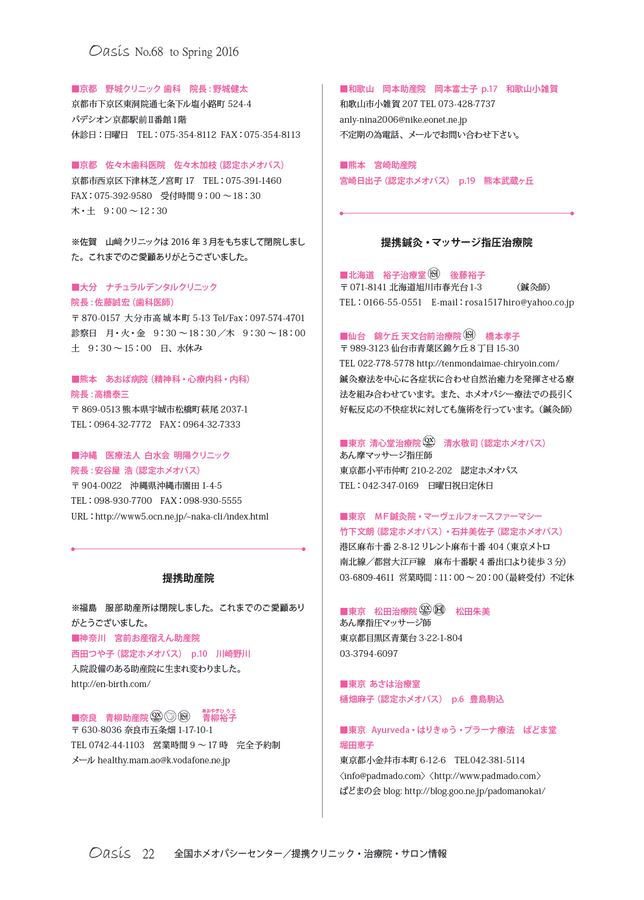 Oasis No.68 to Spring 2016
■京都　野城クリニック 歯科　院長：野城健太
京都市下京区東洞院通七条下ル塩小路町 524-4
パデシオン京都駅前Ⅱ番館 1階
休診日：日曜日　TEL：075-354-8112 FAX：075-354-8113
■京都　佐々木歯科医院　佐々木加枝（認定ホメオパス）
京都市西京区下津林芝ノ宮町 17　TEL：075-391-1460
FAX：075-392-9580　受付時間 9：00 ～ 18：30
木・土　9：00 ～ 12：30
※佐賀　山﨑クリニックは 2016 年 3 月をもちまして閉院しまし
た。これまでのご愛顧ありがとうございました。
■大分　ナチュラルデンタルクリニック
院長：佐藤誠宏（歯科医師）
〒 870-0157 大分市高城本町 5-13 Tel/Fax：097-574-4701
診察日　月・火・金　9：30 ～ 18：30 ／木　9：30 ～ 18：00
土　9：30 ～ 15：00　日、水休み
■熊本　あおば病院（精神科・心療内科・内科）
院長：高橋泰三
〒 869-0513 熊本県宇城市松橋町萩尾 2037-1
TEL：0964-32-7772　FAX：0964-32-7333
■沖縄　医療法人 白水会 明陽クリニック
院長：安谷屋 浩（認定ホメオパス）
〒 904-0022　沖縄県沖縄市園田 1-4-5
TEL：098-930-7700　FAX：098-930-5555
URL：http://www5.ocn.ne.jp/~naka-cli/index.html
提携助産院
※福島　服部助産所は閉院しました。これまでのご愛顧あり
がとうございました。
■神奈川　宮前お産宿えん助産院
西田つや子（認定ホメオパス）　p.10　川崎野川
入院設備のある助産院に生まれ変わりました。
http://en-birth.com/
あおやぎひろこ
■奈良　青柳助産院　青柳裕子
〒 630-8036 奈良市五条畑 1-17-10-1
TEL 0742-44-1103　営業時間 9 ～ 17 時　完全予約制
メール healthy.mam.ao@k.vodafone.ne.jp
■和歌山　岡本助産院　岡本富士子 p.17　和歌山小雑賀
和歌山市小雑賀 207 TEL 073-428-7737
anly-nina2006@nike.eonet.ne.jp
不定期の為電話、メールでお問い合わせ下さい。
■熊本　宮崎助産院
宮崎日出子（認定ホメオパス）　p.19　熊本武蔵ヶ丘
提携鍼灸・マッサージ指圧治療院
■北海道　裕子治療室　後藤裕子
〒 071-8141 北海道旭川市春光台 1-3　　　　（鍼灸師）
TEL：0166-55-0551　E-mail：rosa1517hiro@yahoo.co.jp
■仙台　錦ケ丘 天文台前治療院　橋本孝子
〒 989-3123 仙台市青葉区錦ケ丘 8 丁目 15-30
TEL 022-778-5778 http://tenmondaimae-chiryoin.com/
鍼灸療法を中心に各症状に合わせ自然治癒力を発揮させる療
法を組み合わせています。また、ホメオパシー療法での長引く
好転反応の不快症状に対しても施術を行っています。（鍼灸師）
■東京 清心堂治療院　清水敬司（認定ホメオパス）
あん摩マッサージ指圧師
東京都小平市仲町 210-2-202　認定ホメオパス
TEL：042-347-0169　日曜日祝日定休日
■東京　ＭＦ鍼灸院・マーヴェルフォースファーマシー
竹下文朗（認定ホメオパス）・石井美佐子（認定ホメオパス）
港区麻布十番 2-8-12 リレント麻布十番 404（東京メトロ
南北線／都営大江戸線　麻布十番駅 4 番出口より徒歩 3 分）
03-6809-4611 営業時間：11：00 ～ 20：00（最終受付）不定休
■東京　松田治療院　松田朱美
あん摩指圧マッサージ師
東京都目黒区青葉台 3-22-1-804
03-3794-6097
■東京 あさは治療室
樋畑麻子（認定ホメオパス）　p.6　豊島駒込
■東京　Ayurveda・はりきゅう・プラーナ療法　ぱどま堂
堀田恵子
東京都小金井市本町 6-12-6　TEL042-381-5114
〈info@padmado.com〉〈http://www.padmado.com〉
ぱどまの会 blog: http://blog.goo.ne.jp/padomanokai/
Oasis 22　全国ホメオパシーセンター／提携クリニック・治療院・サロン情報